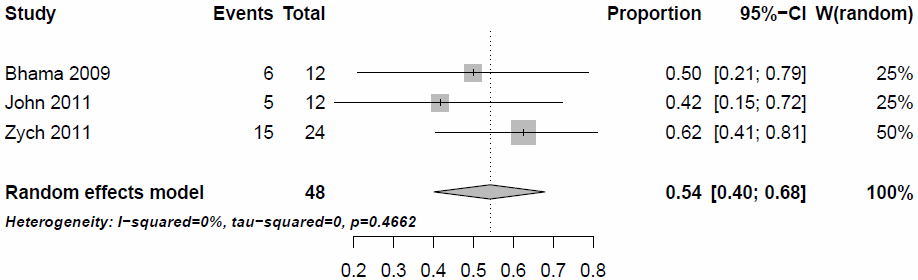 Study Events Total Proportion 95%−CI W(random)
Bhama 2009 6 12 0.50 [0.21; 0.79] 25%
John 2011 5 12 0.42 [0.15; 0.72] 25%
Zych 2011 15 24 0.62 [0.41; 0.81] 50%
Random effects model 48 0.54 [0.40; 0.68] 100%
Heterogeneity: I−squared=0%, tau−squared=0, p=0.4662
0.2 0.3 0.4 0.5 0.6 0.7 0.8